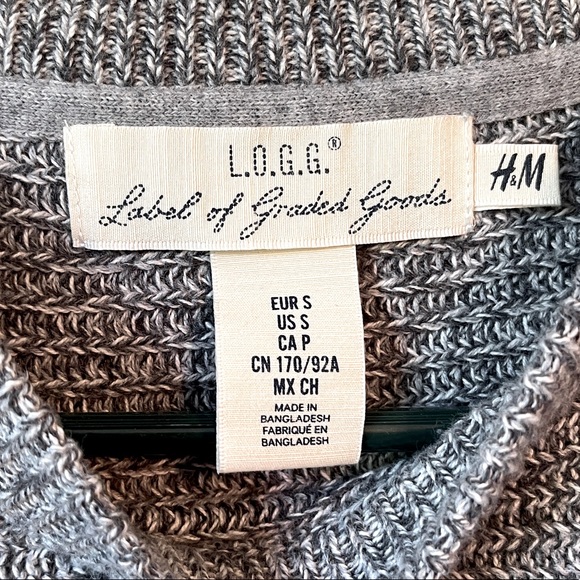 L.O.G.G.®
Label of Graded Goods
H&M
EUR S
US S
CA P
CN 170/92A
MX CH
MADE IN
BANGLADESH
FABRIQUÉ EN
BANGLADESH